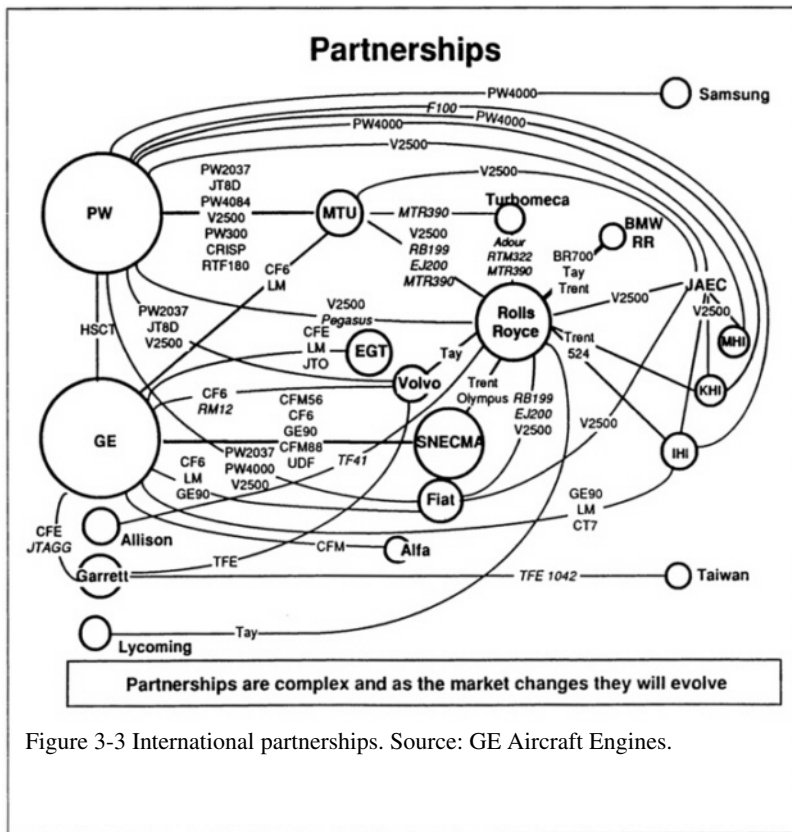 Partnerships
PW4000
Samsung
F100
PW4000
PW4000
V2500
PW
PW2037
JT8D
PW4084
V2500
PW300
CRISP
RTF180
MTU
V2500
MTR390
Turbomeca
V2500
RB199
EJ200
MTR390
Adour
RTM322
MTR390
BMW
RR
BR700
Tay
Trent
JAEC
CF6
LM
V2500
V2500
HSCT
PW2037
JT8D
V2500
V2500
Pegasus
Rolls
Royce
MHI
CFE
LM
JTO
EGT
Tay
Trent
524
KHI
Volvo
CF6
RM12
Trent
Olympus
RB199
EJ200
V2500
GE
CFM56
CF6
GE90
CFM88
UDF
SNECMA
V2500
IHI
TF41
PW2037
PW4000
V2500
CF6
LM
GE90
Fiat
GE90
LM
CT7
CFE
JTAGG
Allison
CFM
Alfa
TFE
Garrett
TFE 1042
Taiwan
Tay
Lycoming
Partnerships are complex and as the market changes they will evolve
Figure 3-3 International partnerships. Source: GE Aircraft Engines.